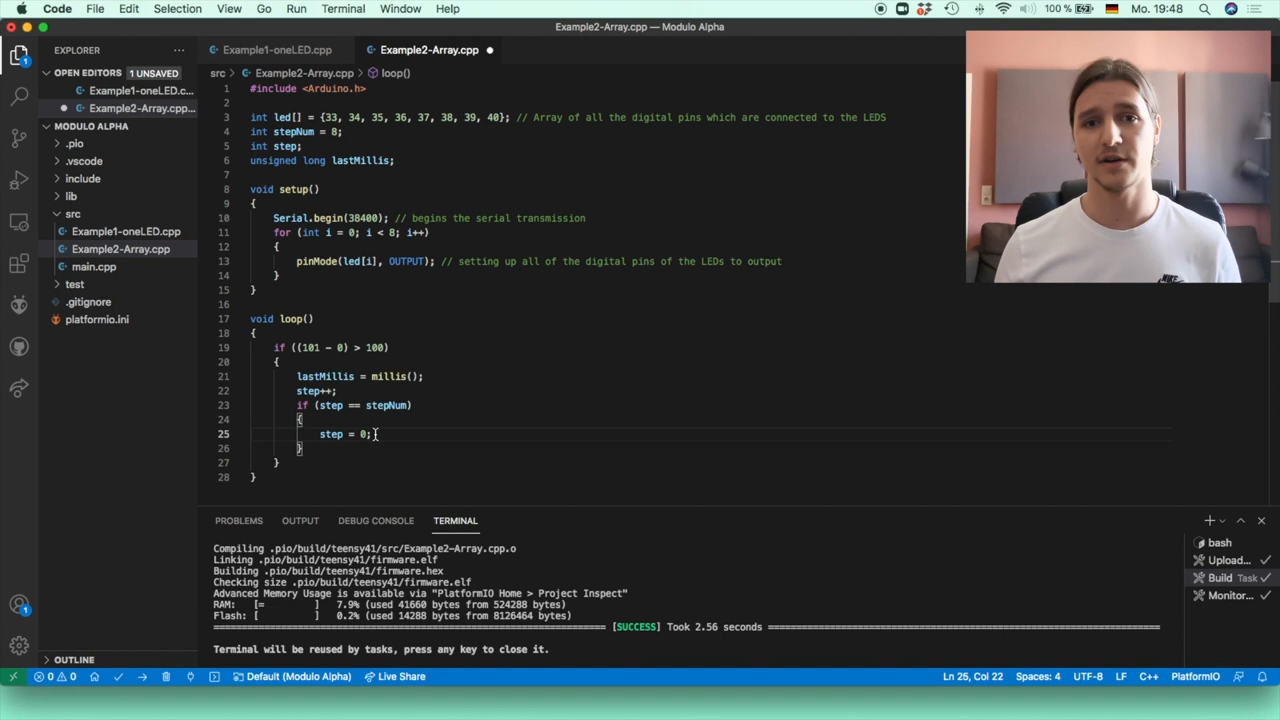 Code File Edit Selection View Go Run Terminal Window Help 100 % Mo. 19:48
Example2-Array.cpp — Modulo Alpha
EXPLORER
Example1-oneLED.cpp
Example2-Array.cpp
OPEN EDITORS 1 UNSAVED
Example1-oneLED.c...
Example2-Array.cpp...
MODULO ALPHA
.pio
.vscode
include
lib
src
Example1-oneLED.cpp
Example2-Array.cpp
main.cpp
test
.gitignore
platformio.ini
OUTLINE
src > Example2-Array.cpp > loop()
1 #include <Arduino.h>
2
3 int led[] = {33, 34, 35, 36, 37, 38, 39, 40}; // Array of all the digital pins which are connected to the LEDS
4 int stepNum = 8;
5 int step;
6 unsigned long lastMillis;
7
8 void setup()
9 {
10 Serial.begin(38400); // begins the serial transmission
11 for (int i = 0; i < 8; i++)
12 {
13 pinMode(led[i], OUTPUT); // setting up all of the digital pins of the LEDs to output
14 }
15 }
16
17 void loop()
18 {
19 if ((101 - 0) > 100)
20 {
21 lastMillis = millis();
22 step++;
23 if (step == stepNum)
24 {
25 step = 0;
26 }
27 }
28 }
PROBLEMS OUTPUT DEBUG CONSOLE TERMINAL
Compiling .pio/build/teensy41/src/Example2-Array.cpp.o
Linking .pio/build/teensy41/firmware.elf
Building .pio/build/teensy41/firmware.hex
Checking size .pio/build/teensy41/firmware.elf
Advanced Memory Usage is available via "PlatformIO Home > Project Inspect"
RAM: [= ] 7.9% (used 41660 bytes from 524288 bytes)
Flash: [ ] 0.2% (used 14288 bytes from 8126464 bytes)
[SUCCESS] Took 2.56 seconds
Terminal will be reused by tasks, press any key to close it.
bash
Upload...
Build Task
Monitor...
1
1
0 0 Default (Modulo Alpha) Live Share Ln 25, Col 22 Spaces: 4 UTF-8 LF C++ PlatformIO
NIKE